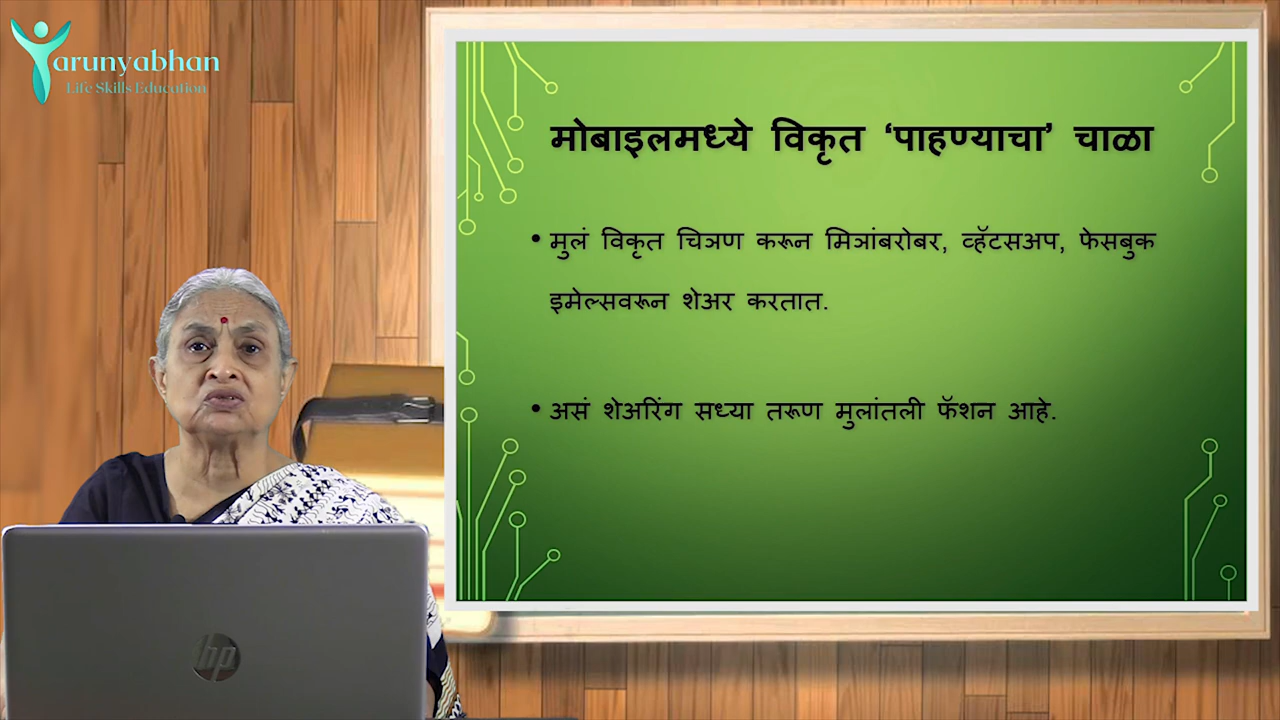 Tarunyabhan
Life Skills Education
मोबाइलमध्ये विकृत ‘पाहण्याचा’ चाळा
• मुलं विकृत चित्रण करून मित्रांबरोबर, व्हॅटसअप, फेसबुक
इमेल्सवरून शेअर करतात.
• असं शेअरिंग सध्या तरूण मुलांतली फॅशन आहे.
hp